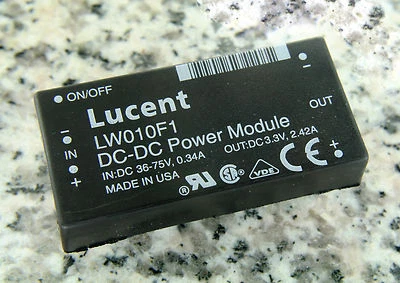 ON/OFF
Lucent
LW010F1
DC-DC Power Module
IN:DC 36-75V, 0.34A OUT:DC 3.3V, 2.42A
MADE IN USA
IN
OUT
VDE